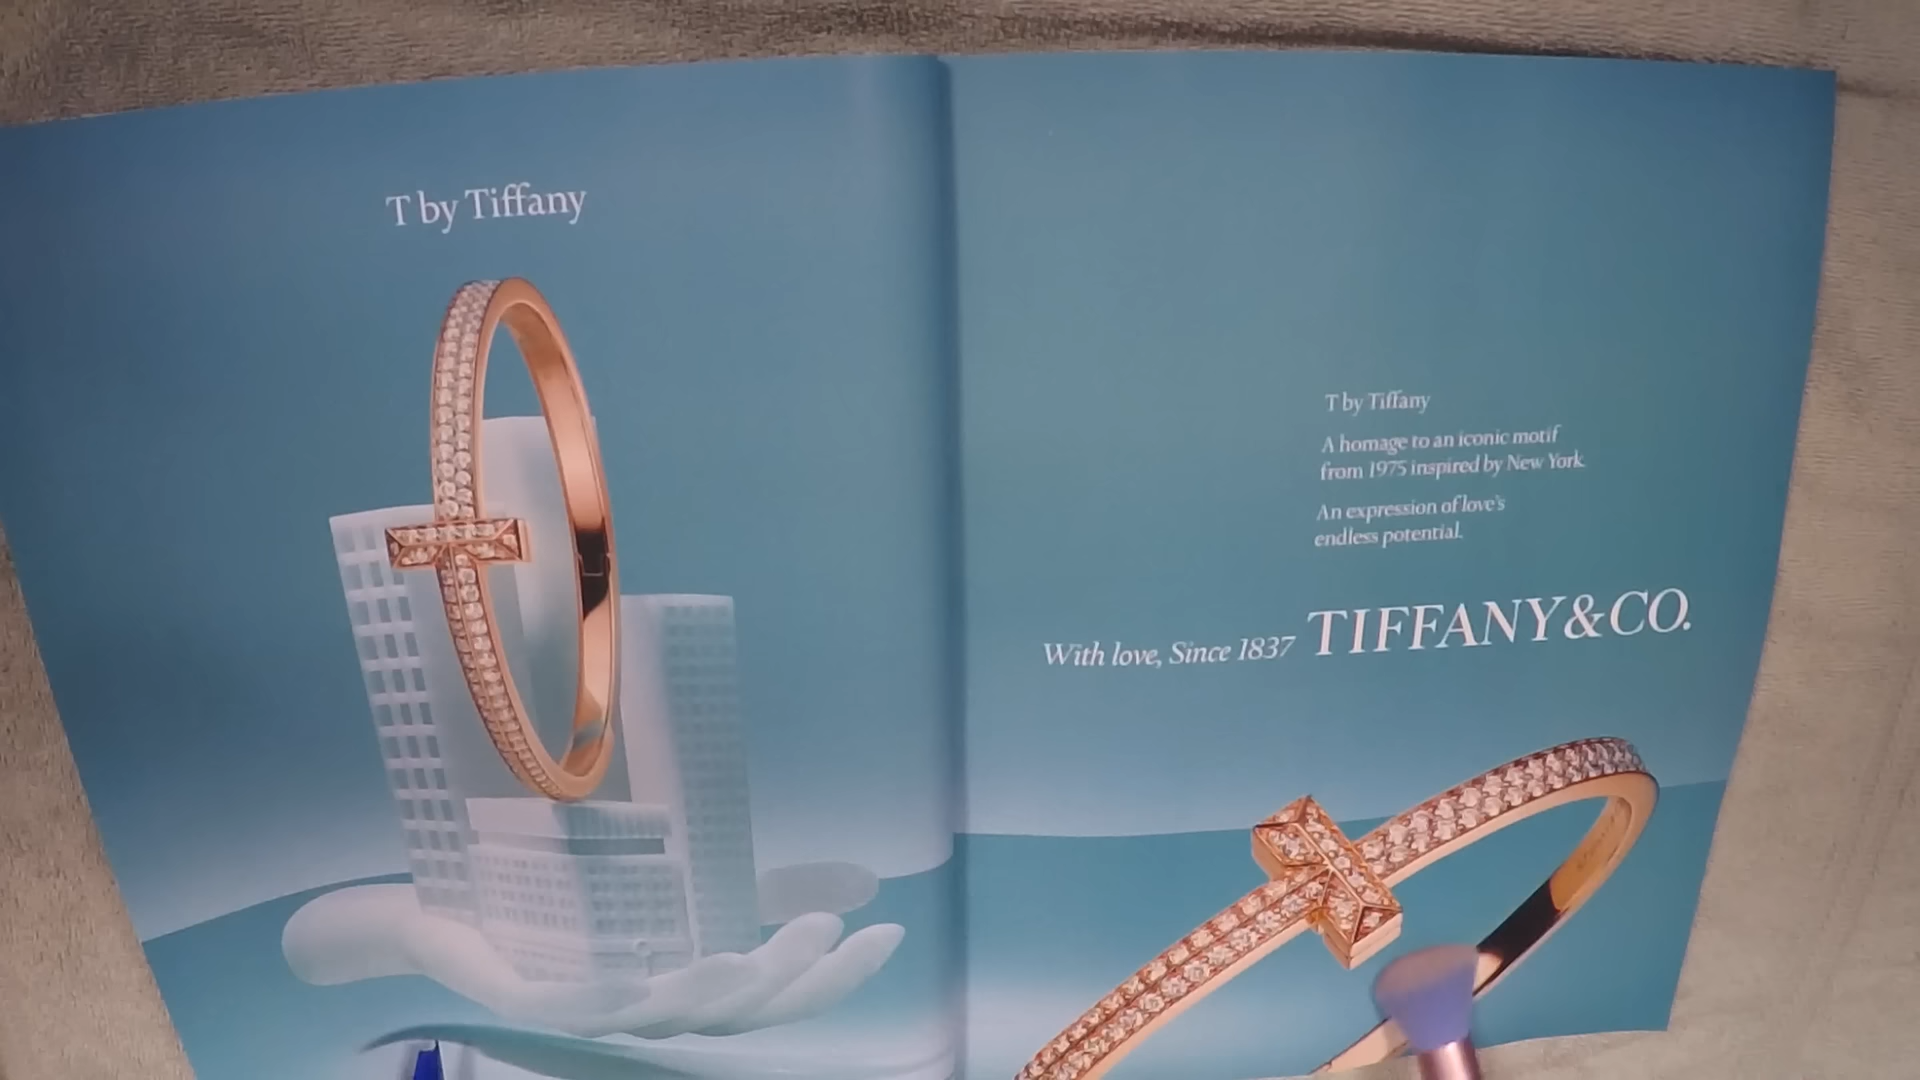 T by Tiffany
T by Tiffany
A homage to an iconic motif
from 1975 inspired by New York.
An expression of love's
endless potential.
With love, Since 1837 TIFFANY&CO.